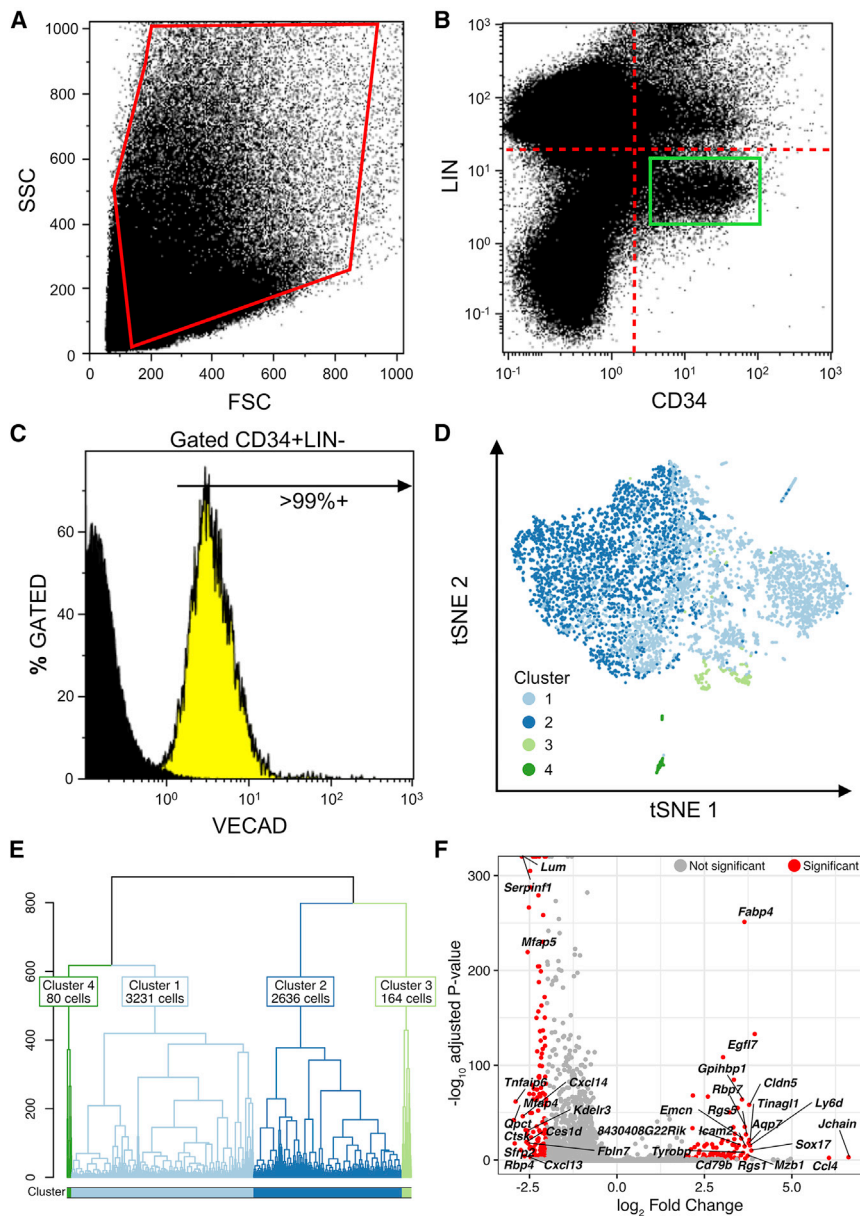 A
1000
800
600
400
200
0
SSC
0 200 400 600 800 1000
FSC
B
10³
10²
10¹
10⁰
10⁻¹
LIN
10⁻¹ 10⁰ 10¹ 10² 10³
CD34
C
Gated CD34+LIN-
>99%+
60
40
20
0
% GATED
10⁰ 10¹ 10² 10³
VECAD
D
tSNE 2
Cluster
1
2
3
4
tSNE 1
E
800
600
400
200
0
Cluster 4
80 cells
Cluster 1
3231 cells
Cluster 2
2636 cells
Cluster 3
164 cells
Cluster
F
Not significant Significant
300
200
100
0
-log₁₀ adjusted P-value
Lum
Serpinf1
Mfap5
Fabp4
Egfl7
Gpihbp1
Tnfaip6
Cxcl14
Rbp7
Cldn5
Mfap4
Kdelr3
Emcn
Rgs5
Tinagl1
Ly6d
Qpct
Ctsk
Ces1d
8430408G22Rik
Icam2
Aqp7
Jchain
Sfrp2
Fbln7
Tyrobp
Sox17
Rbp4
Cxcl13
Cd79b
Rgs1
Mzb1
Ccl4
-2.5 0.0 2.5 5.0
log₂ Fold Change